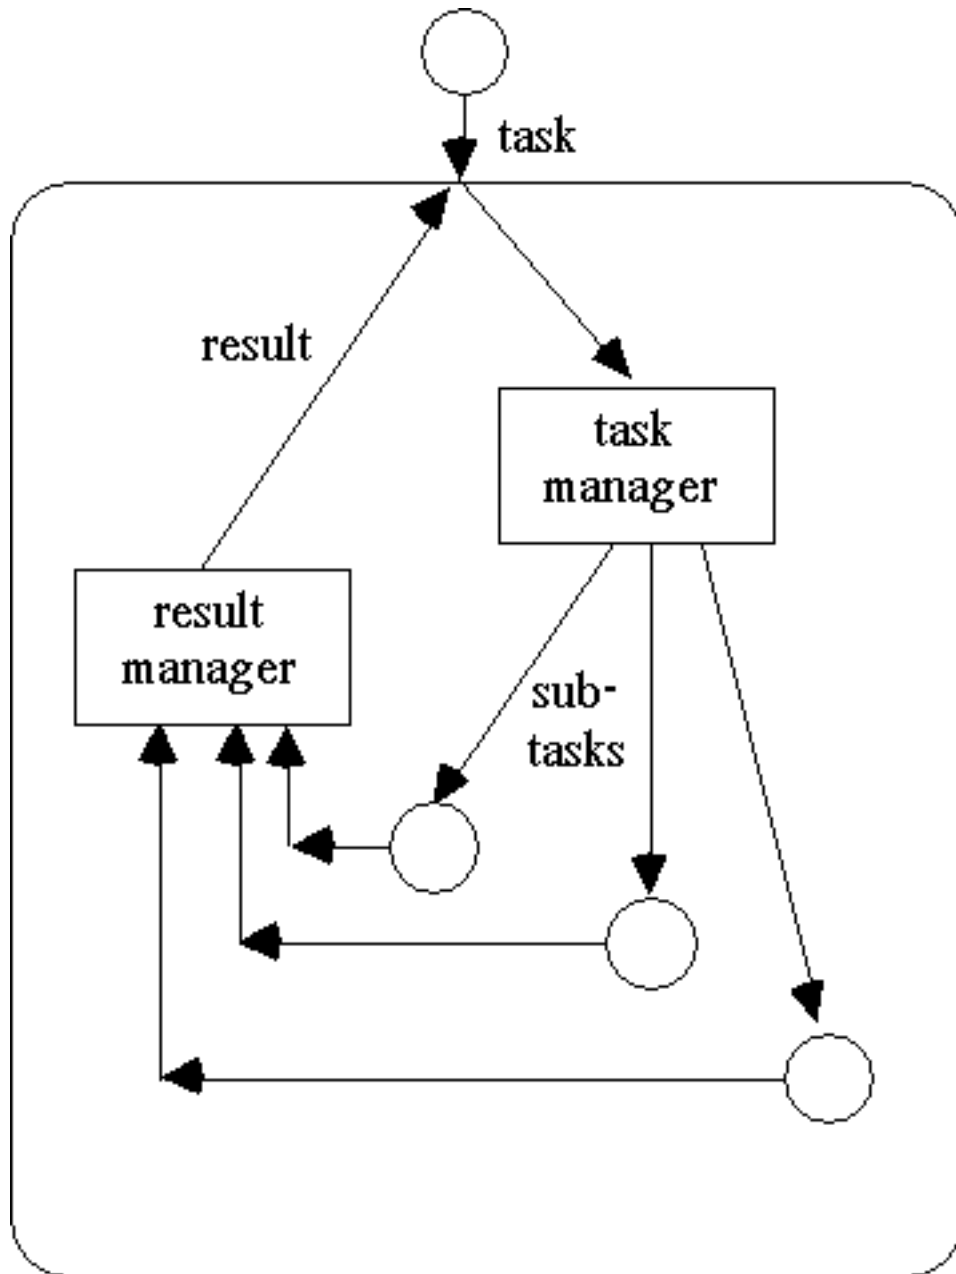 task
result
task
manager
result
manager
sub-
tasks